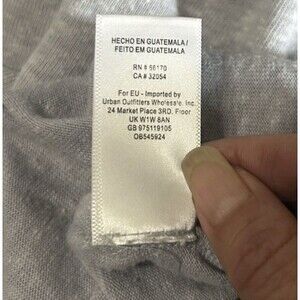 HECHO EN GUATEMALA/
FEITO EM GUATEMALA
RN # 66170
CA # 32054
For EU - Imported by
Urban Outfitters Wholesale, Inc.
24 Market Place 3RD. Floor
UK W1W 8AN
GB 975119105
OB545924